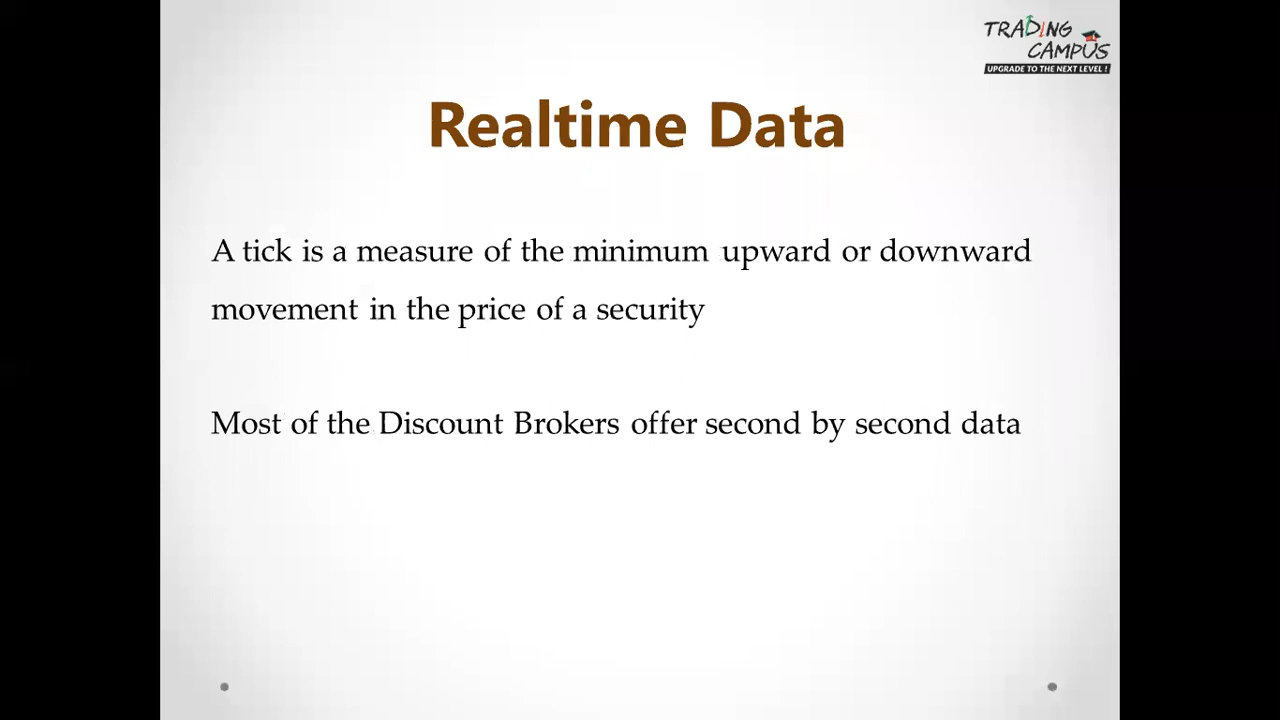 TRADING
CAMPUS
UPGRADE TO THE NEXT LEVEL !
Realtime Data
A tick is a measure of the minimum upward or downward
movement in the price of a security
Most of the Discount Brokers offer second by second data